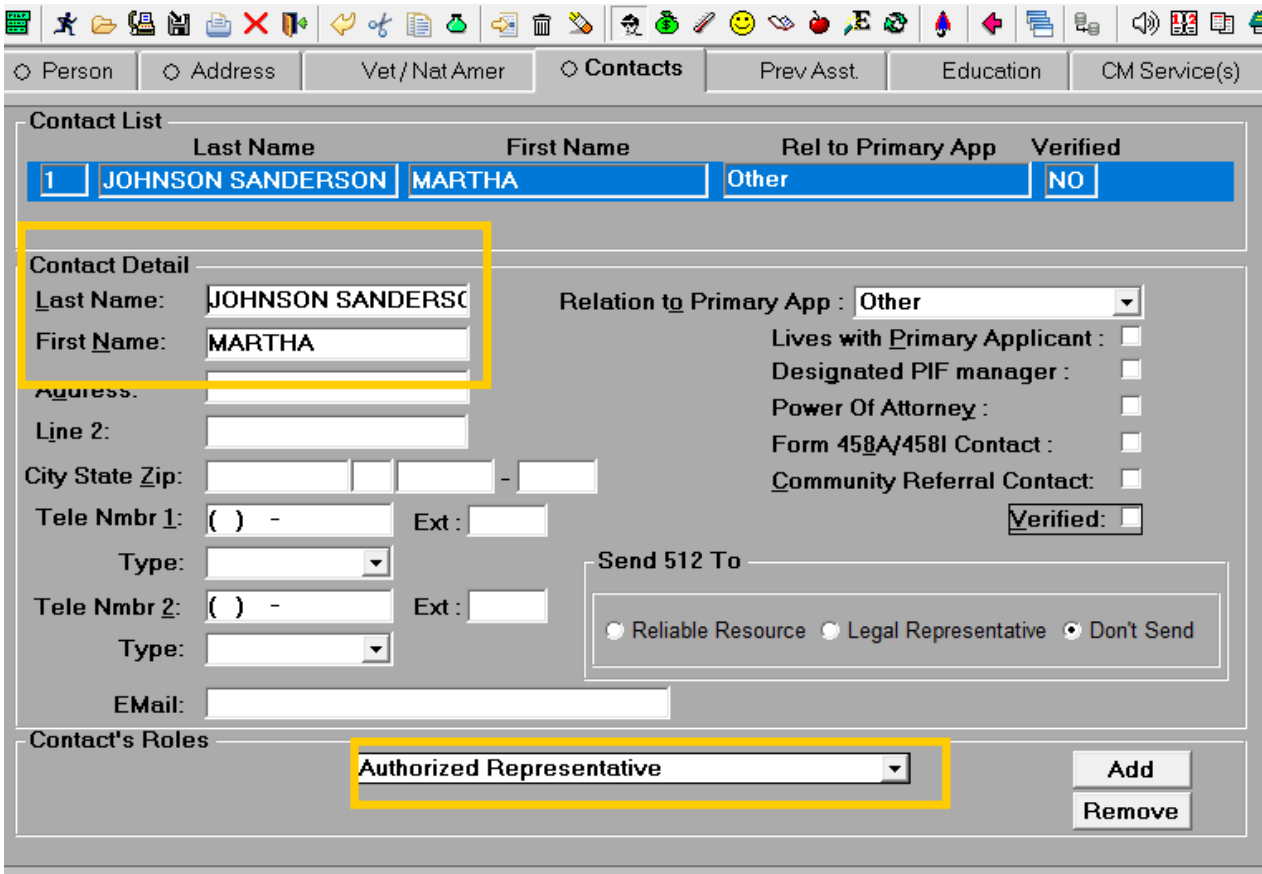 Person Address Vet / Nat Amer Contacts Prev Asst. Education CM Service(s)
Contact List
Last Name First Name Rel to Primary App Verified
1 JOHNSON SANDERSON MARTHA Other NO
Contact Detail
Last Name: JOHNSON SANDERSO
Relation to Primary App : Other
First Name: MARTHA
Lives with Primary Applicant :
Address:
Designated PIF manager :
Line 2:
Power Of Attorney :
Form 458A/458I Contact :
City State Zip: -
Community Referral Contact:
Tele Nmbr 1: ( ) - Ext :
Verified:
Type:
Send 512 To
Tele Nmbr 2: ( ) - Ext :
Reliable Resource Legal Representative Don't Send
Type:
EMail:
Contact's Roles
Authorized Representative
Add
Remove